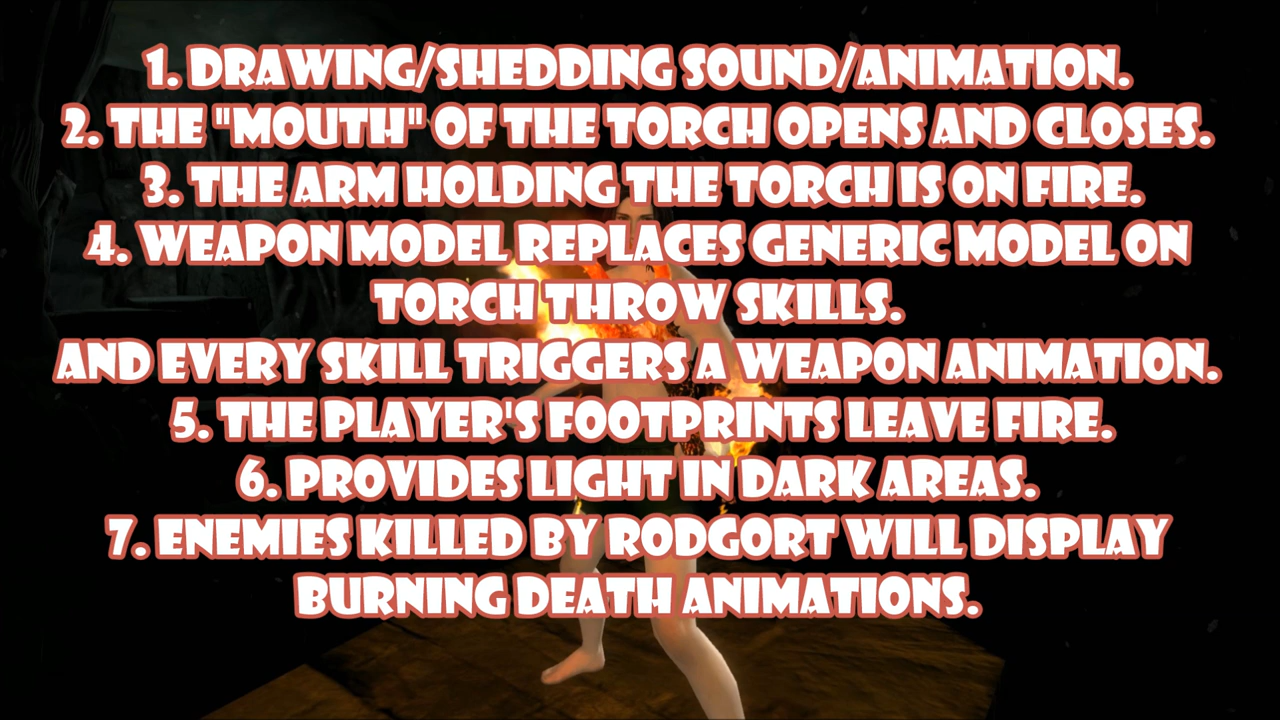 1. DRAWING/SHEDDING SOUND/ANIMATION.
2. THE "MOUTH" OF THE TORCH OPENS AND CLOSES.
3. THE ARM HOLDING THE TORCH IS ON FIRE.
4. WEAPON MODEL REPLACES GENERIC MODEL ON
TORCH THROW SKILLS.
AND EVERY SKILL TRIGGERS A WEAPON ANIMATION.
5. THE PLAYER'S FOOTPRINTS LEAVE FIRE.
6. PROVIDES LIGHT IN DARK AREAS.
7. ENEMIES KILLED BY RODGORT WILL DISPLAY
BURNING DEATH ANIMATIONS.